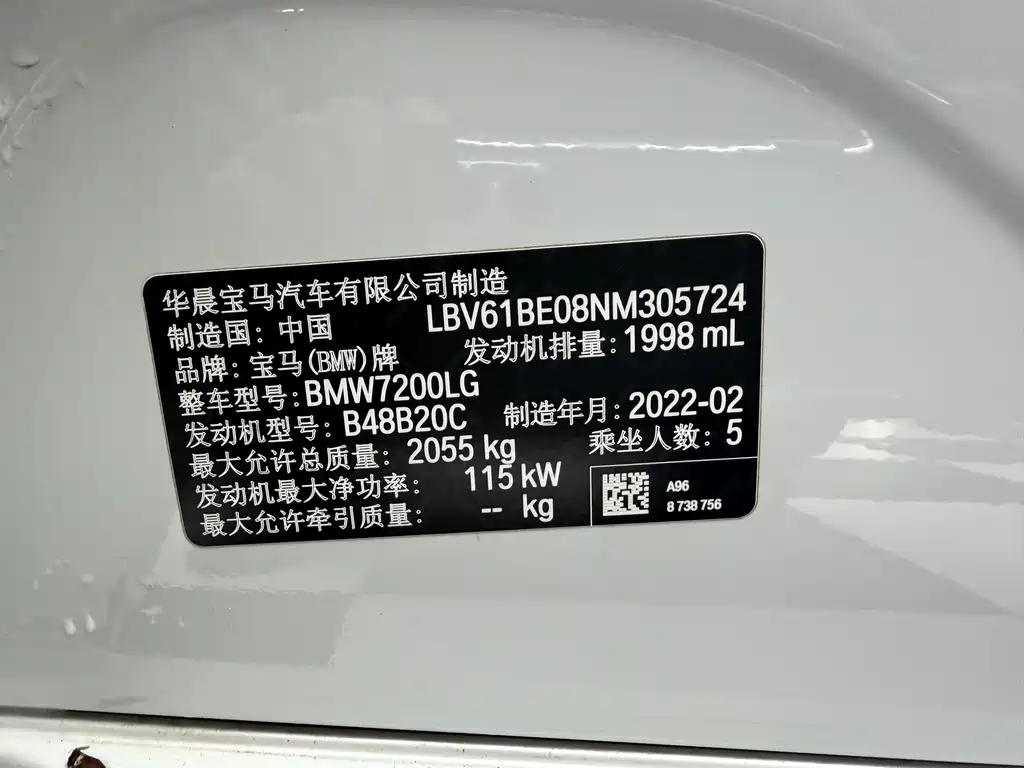 华晨宝马汽车有限公司制造
制造国：中国 LBV61BE08NM305724
品牌：宝马(BMW)牌 发动机排量：1998 mL
整车型号：BMW7200LG
发动机型号：B48B20C 制造年月：2022-02
最大允许总质量：2055 kg 乘坐人数：5
发动机最大净功率：115 kW
最大允许牵引质量：-- kg
A96
8 738 756